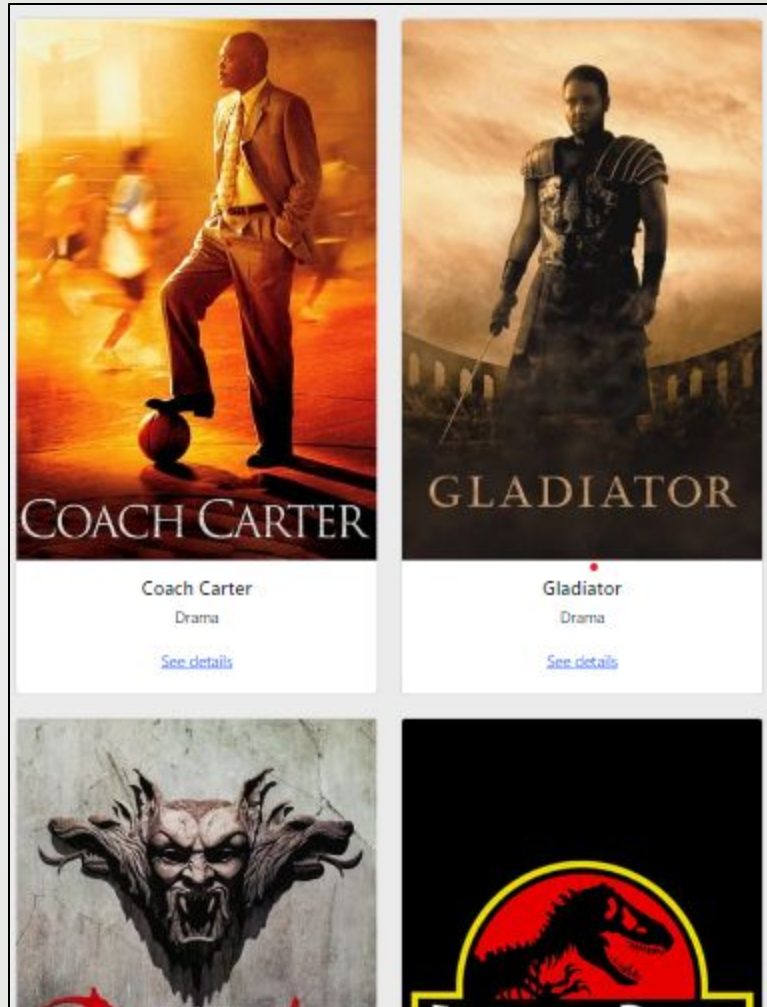 COACH CARTER
GLADIATOR
Coach Carter
Gladiator
Drama
Drama
See details
See details